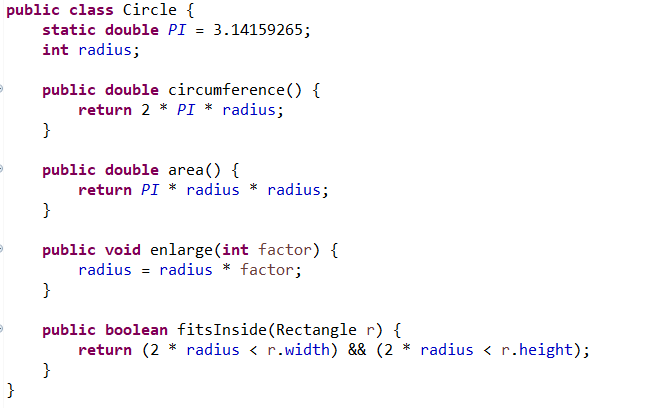 public class Circle {
    static double PI = 3.14159265;
    int radius;

    public double circumference() {
        return 2 * PI * radius;
    }

    public double area() {
        return PI * radius * radius;
    }

    public void enlarge(int factor) {
        radius = radius * factor;
    }

    public boolean fitsInside(Rectangle r) {
        return (2 * radius < r.width) && (2 * radius < r.height);
    }
}